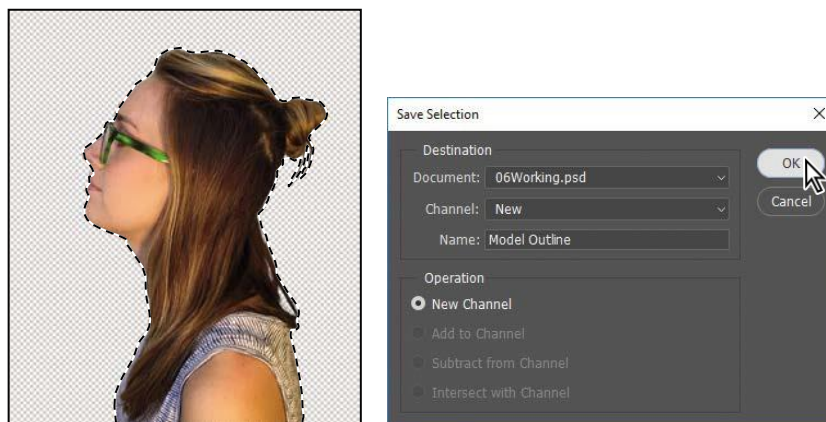 Save Selection
Destination
Document: 06Working.psd
Channel: New
Name: Model Outline
OK
Cancel
Operation
New Channel
Add to Channel
Subtract from Channel
Intersect with Channel